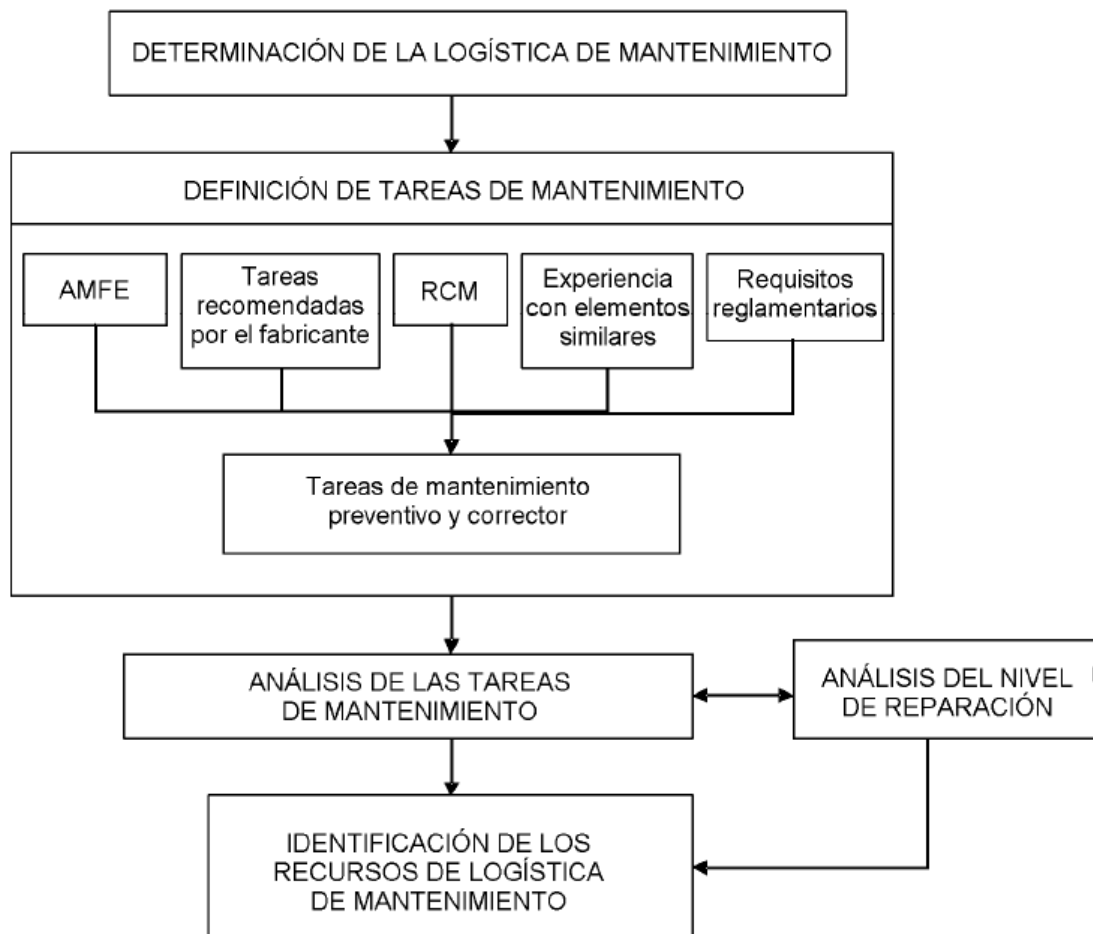 DETERMINACIÓN DE LA LOGÍSTICA DE MANTENIMIENTO
DEFINICIÓN DE TAREAS DE MANTENIMIENTO
AMFE
Tareas
recomendadas
por el fabricante
RCM
Experiencia
con elementos
similares
Requisitos
reglamentarios
Tareas de mantenimiento
preventivo y corrector
ANÁLISIS DE LAS TAREAS
DE MANTENIMIENTO
ANÁLISIS DEL NIVEL
DE REPARACIÓN
IDENTIFICACIÓN DE LOS
RECURSOS DE LOGÍSTICA
DE MANTENIMIENTO